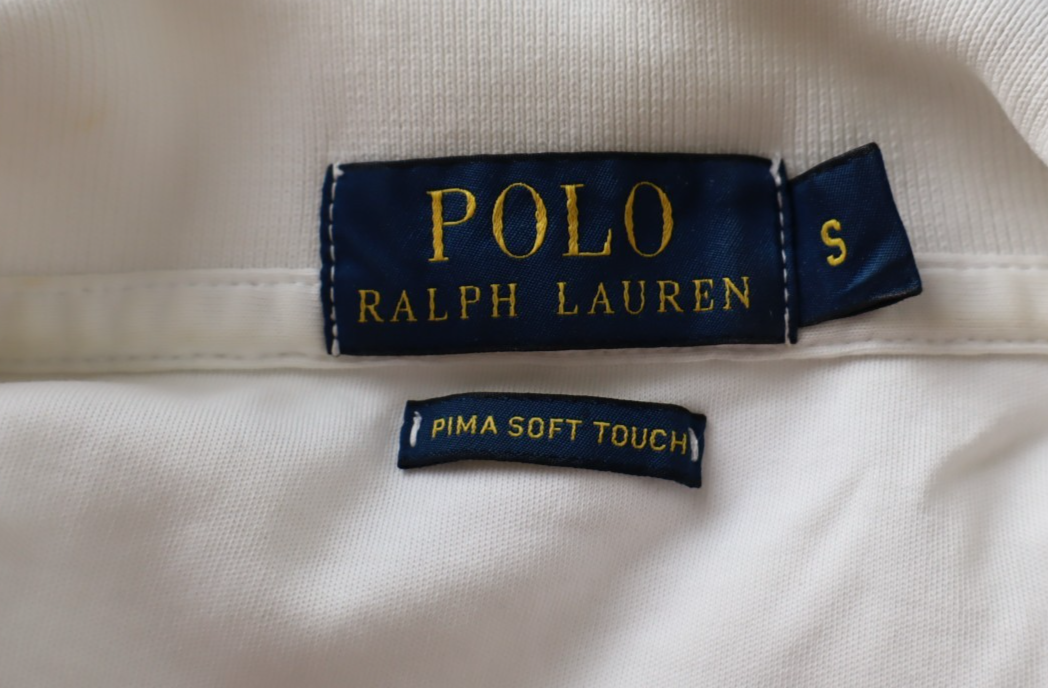 POLO
RALPH LAUREN
S
PIMA SOFT TOUCH